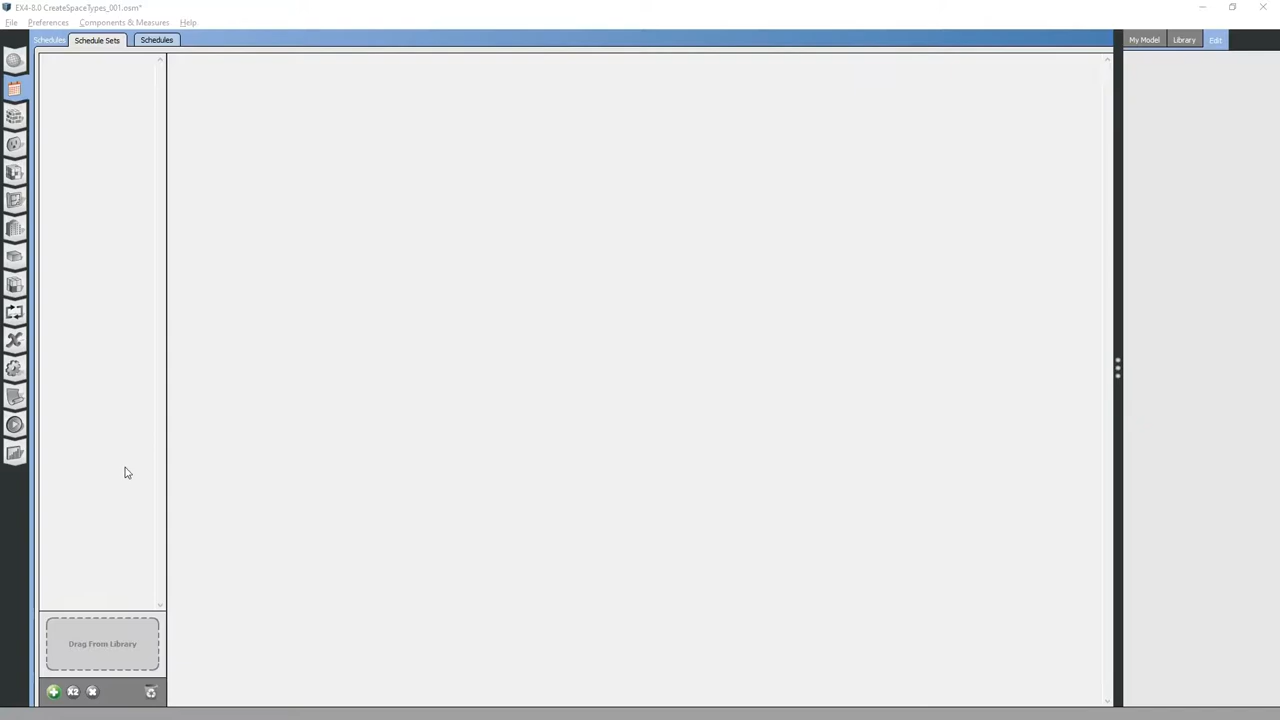 EX4-8.0 CreateSpaceTypes_001.osm*
File Preferences Components & Measures Help
Schedules Schedule Sets Schedules My Model Library Edit
Drag From Library
X2